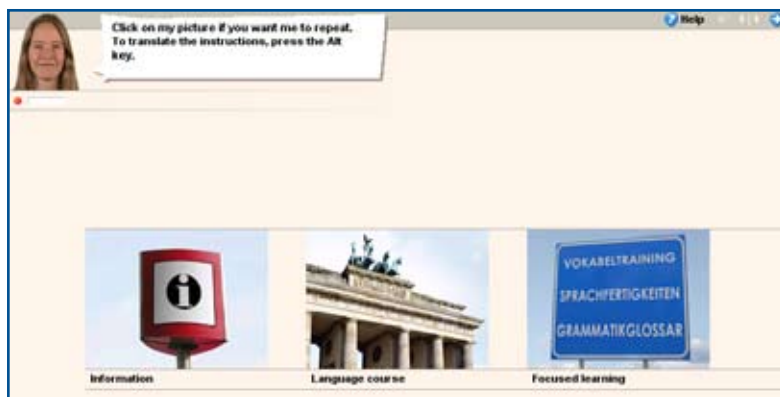 Click on my picture if you want me to repeat.
To translate the instructions, press the Alt
key.
Help
i
VOKABELTRAINING
SPRACHFERTIGKEITEN
GRAMMATIKGLOSSAR
Information
Language course
Focused learning